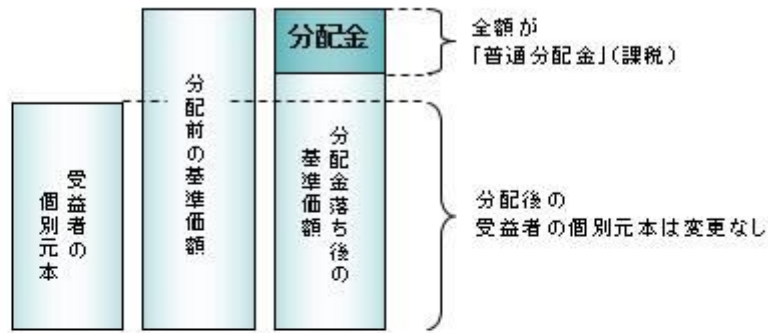 受益者の
個別元本
分配前の基準価額
分配金
分配金落ち後の
基準価額
全額が
「普通分配金」(課税)
分配後の
受益者の個別元本は変更なし